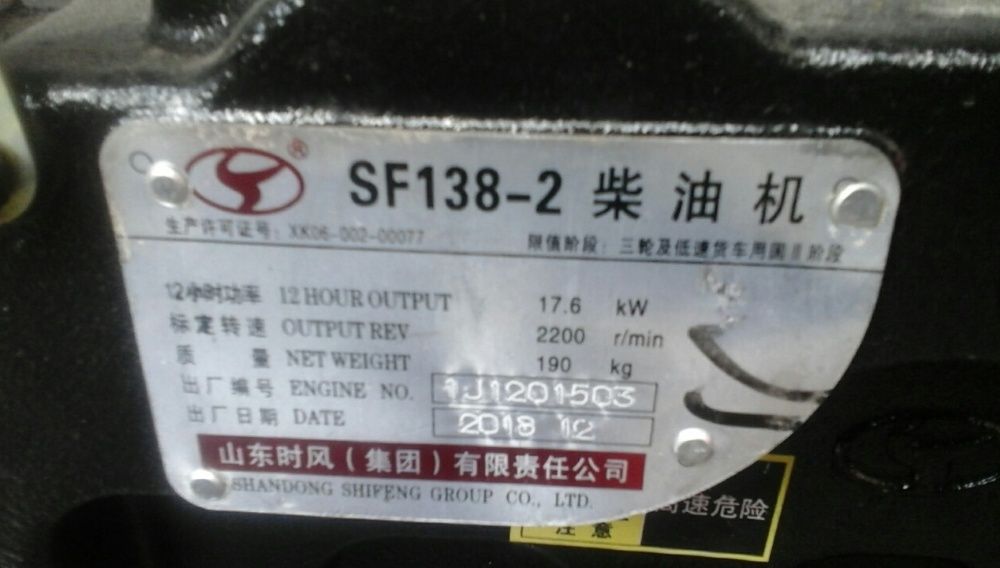 ® SF138-2 柴油机
生产许可证号：XK06-002-00077
限值阶段：三轮及低速货车用国Ⅱ阶段
12小时功率 12 HOUR OUTPUT 17.6 kW
标定转速 OUTPUT REV 2200 r/min
质量 NET WEIGHT 190 kg
出厂编号 ENGINE NO. 1J1201503
出厂日期 DATE 2018 12
山东时风（集团）有限责任公司
SHANDONG SHIFENG GROUP CO., LTD.
注意
高速危险